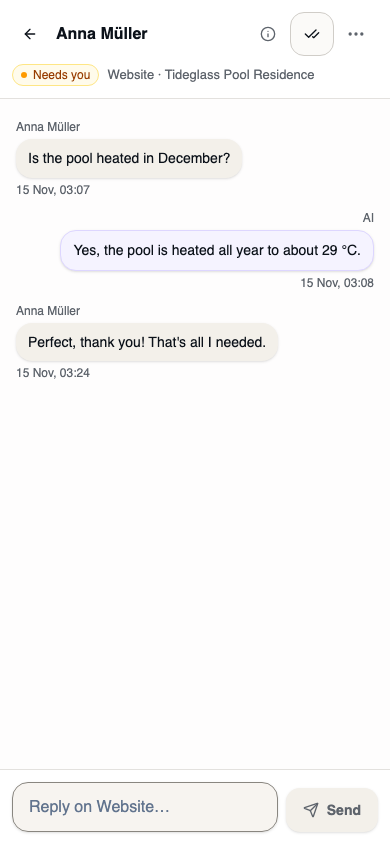 Anna Müller
Needs you
Website · Tideglass Pool Residence
Anna Müller
Is the pool heated in December?
15 Nov, 03:07
AI
Yes, the pool is heated all year to about 29 °C.
15 Nov, 03:08
Anna Müller
Perfect, thank you! That's all I needed.
15 Nov, 03:24
Reply on Website…
Send